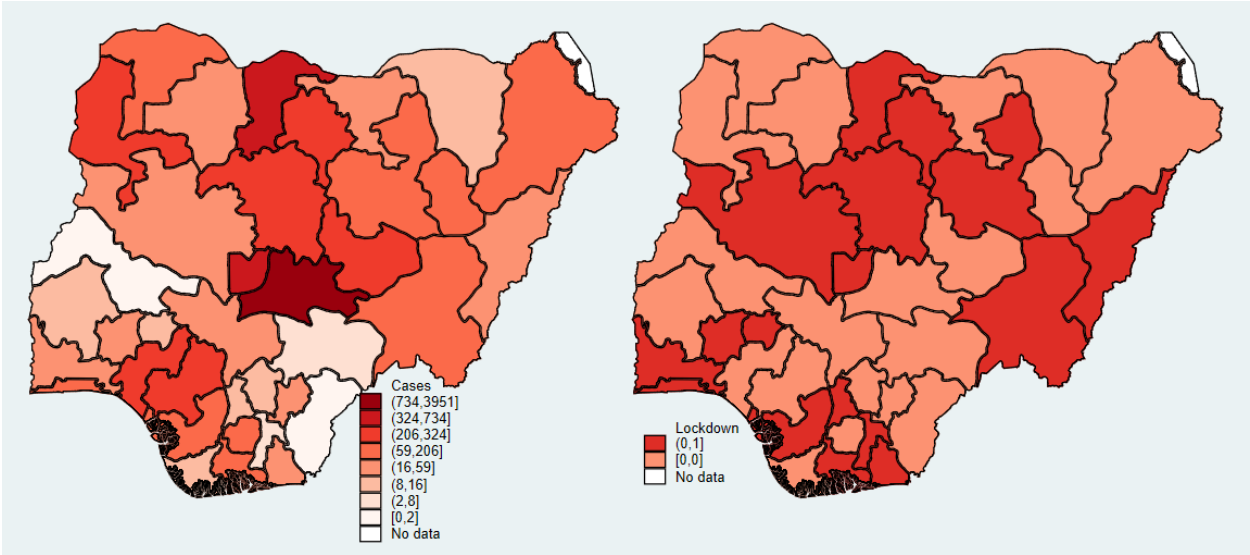 Cases
(734,3951]
(324,734]
(206,324]
(59,206]
(16,59]
(8,16]
(2,8]
[0,2]
No data
Lockdown
(0,1]
[0,0]
No data